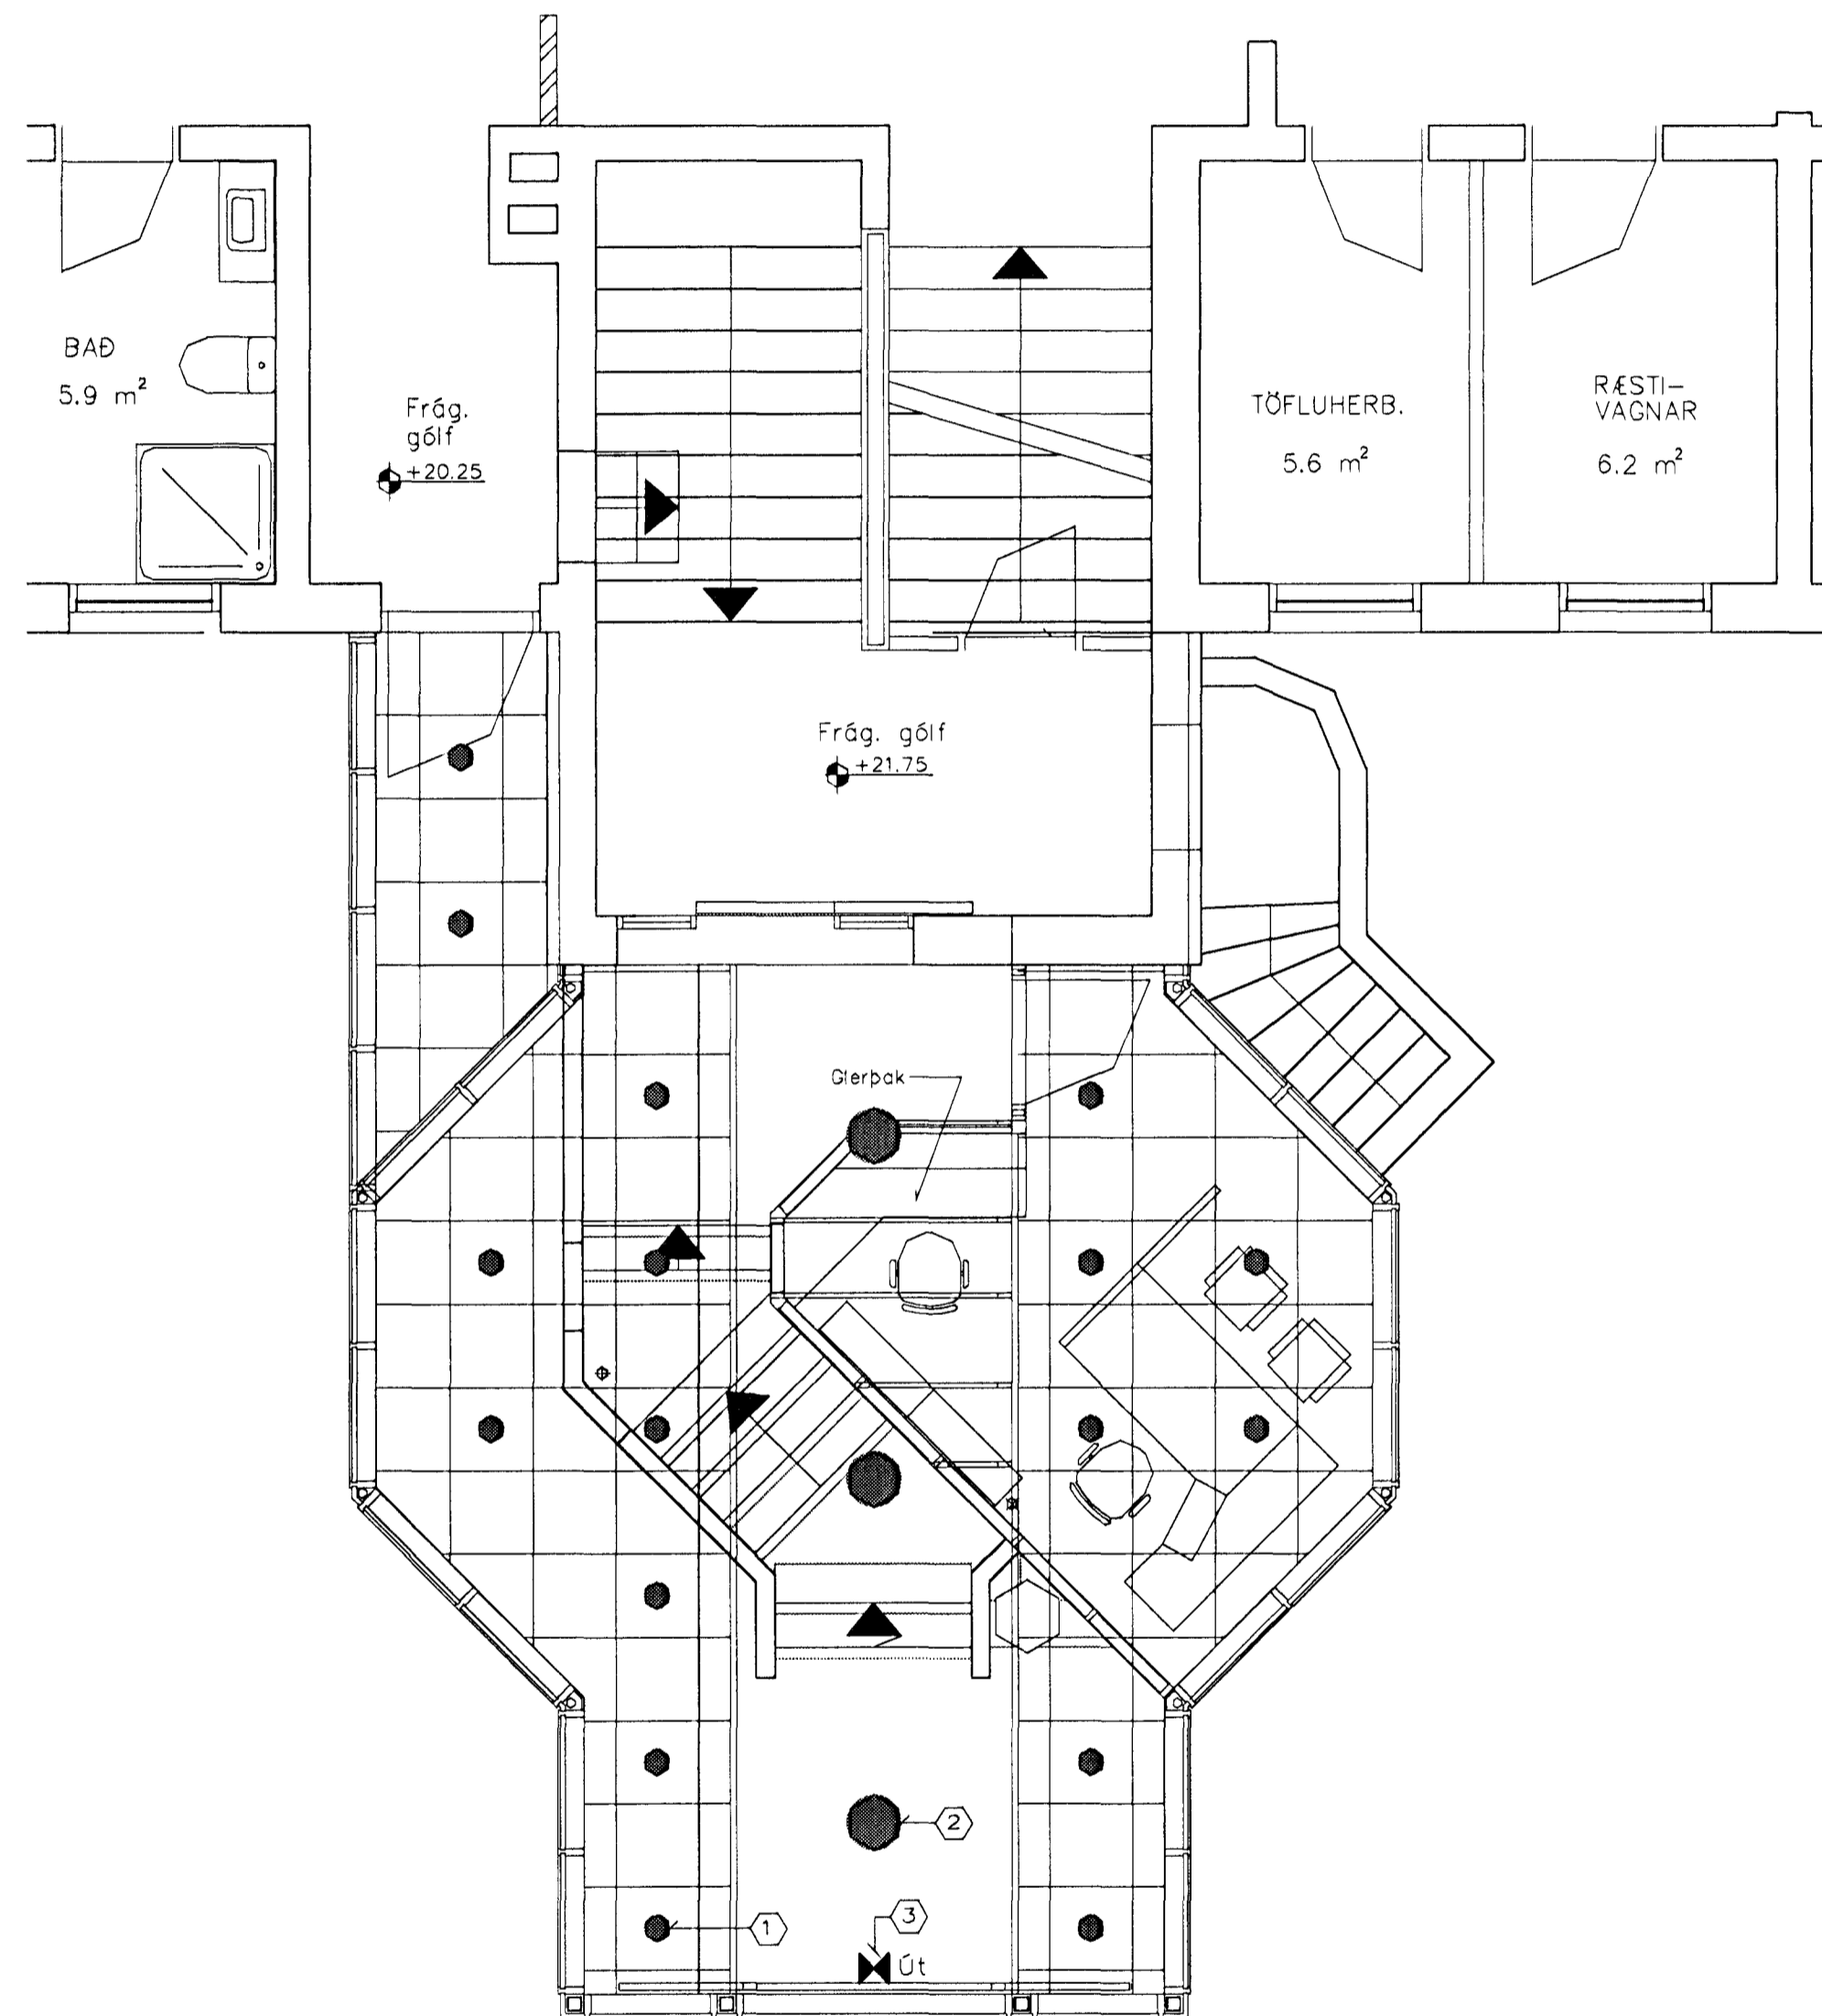 BAÐ
5.9 m²
Frág.
gólf
+20.25
TÖFLUHERB.
5.6 m²
RÆSTI-
VAGNAR
6.2 m²
Frág. gólf
+21.75
Glerþak
2
1
3
Út